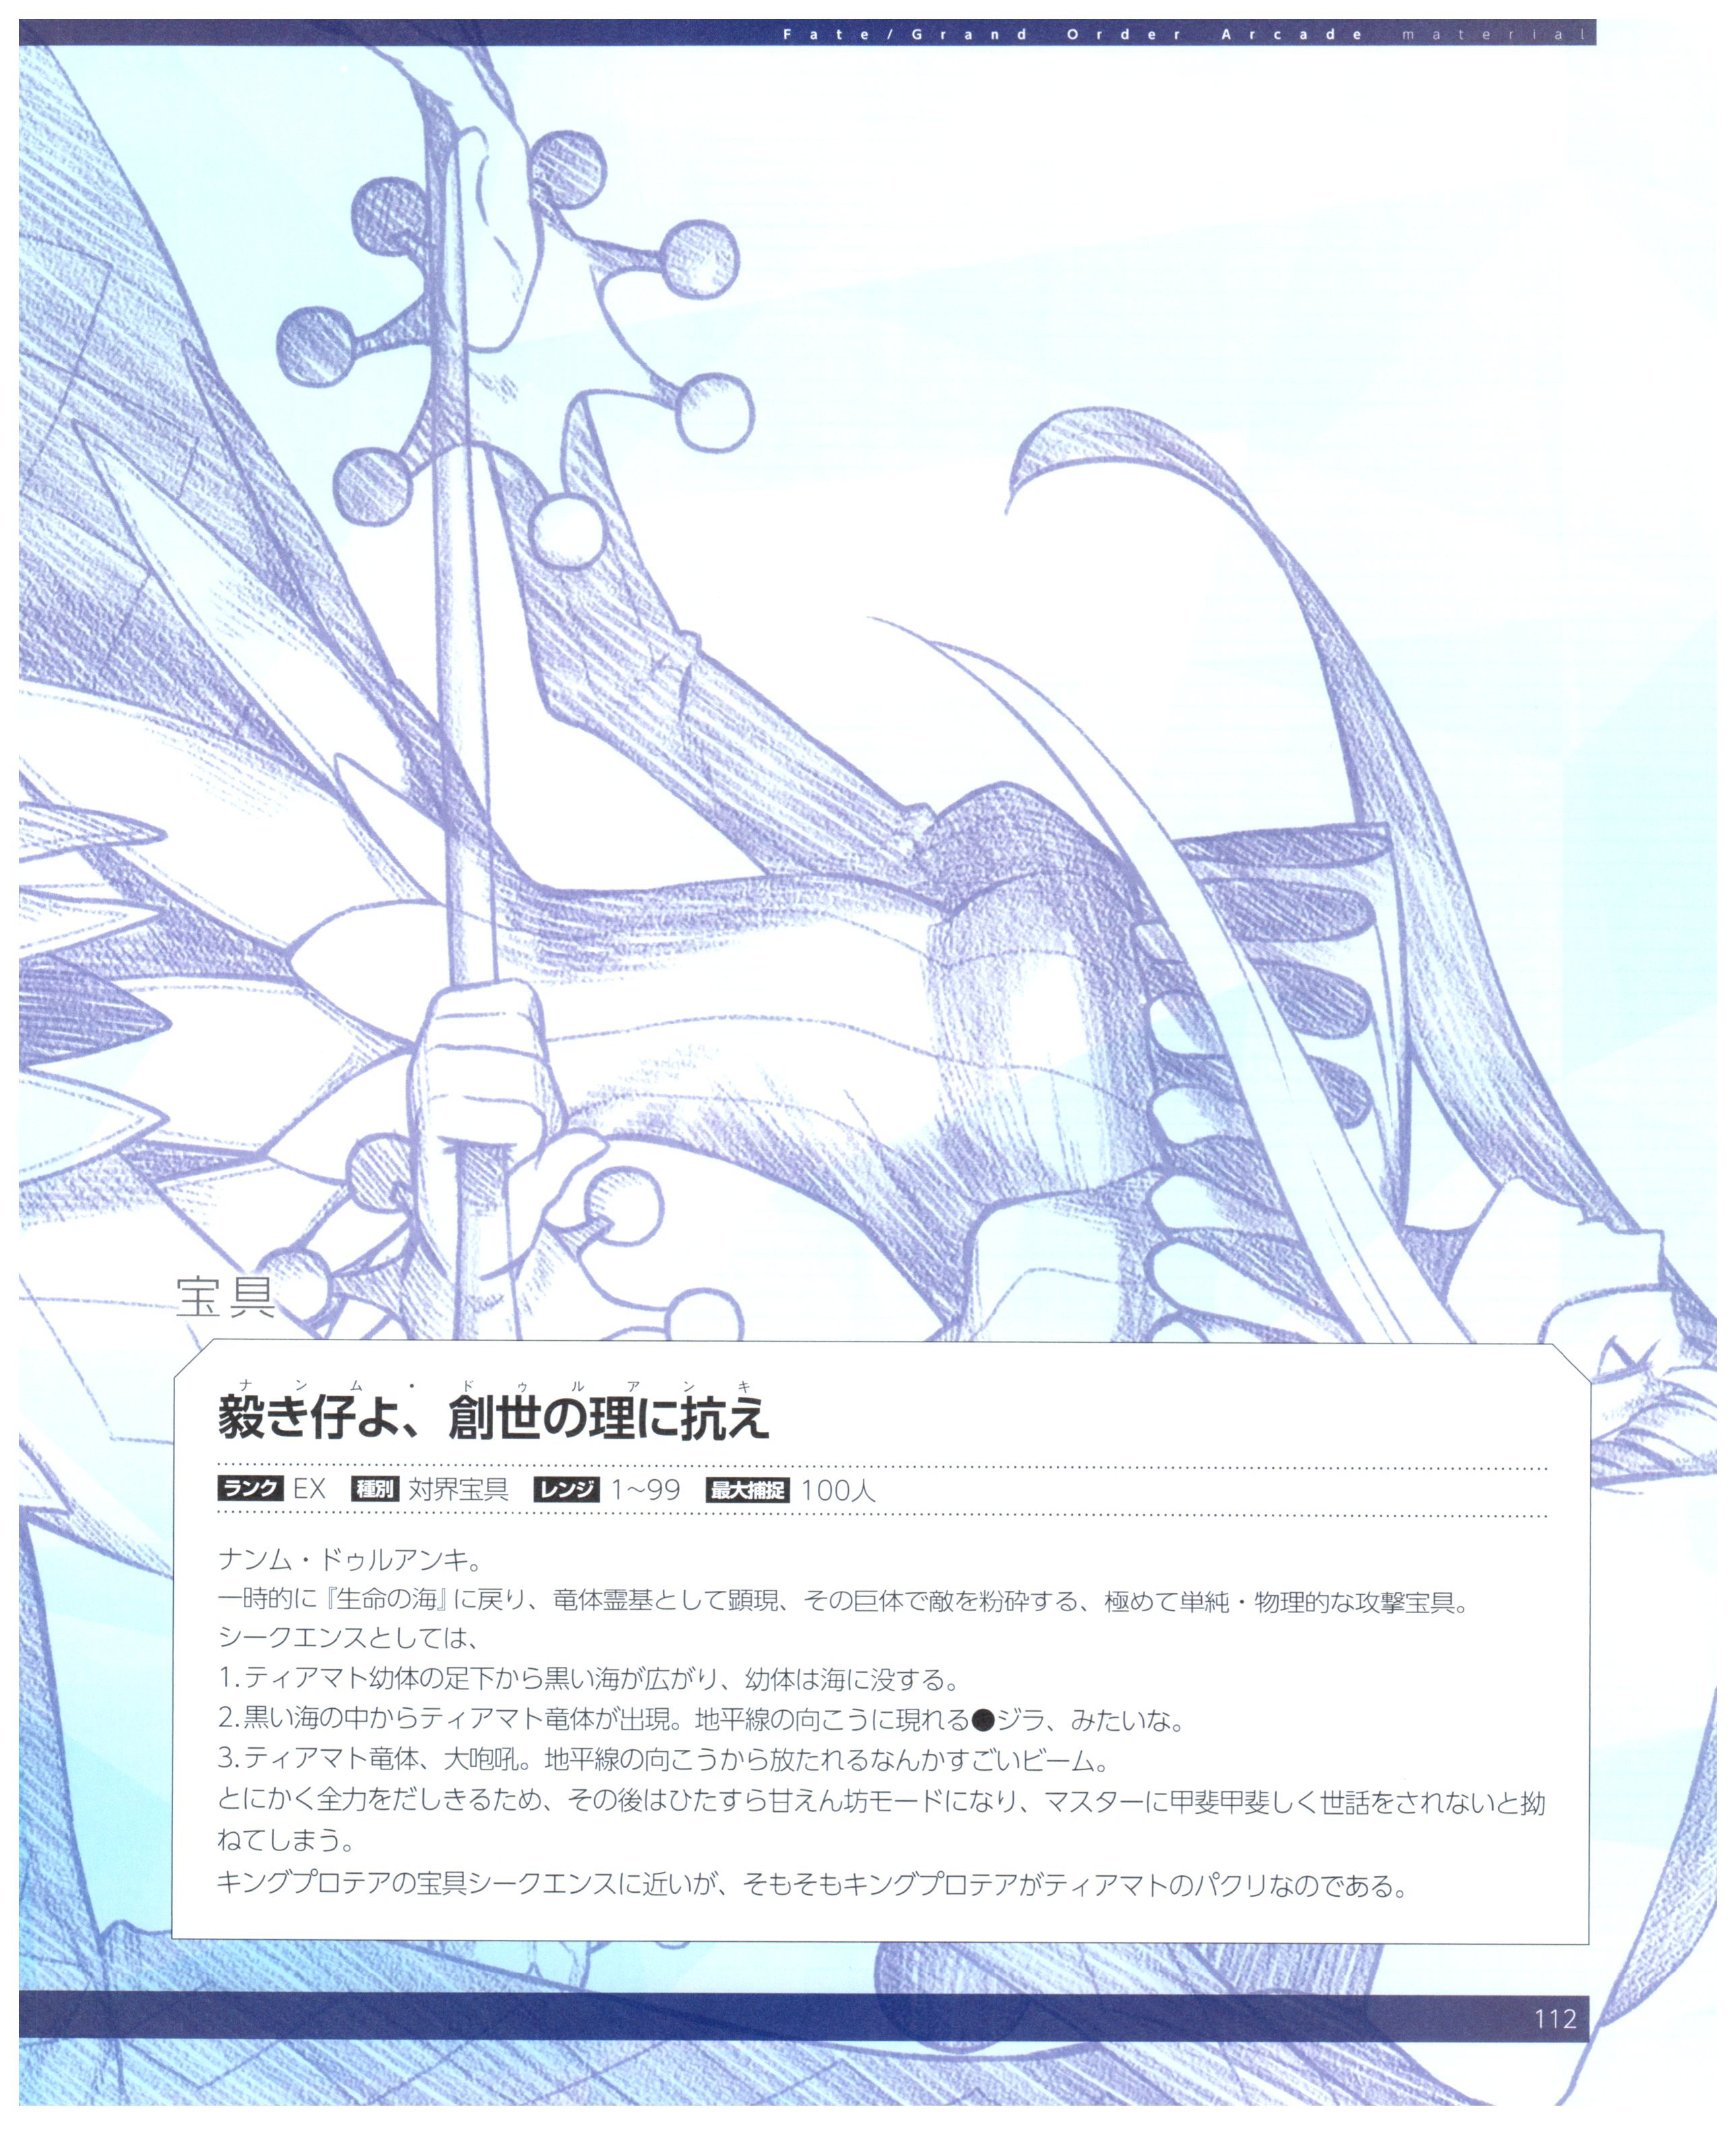 Fate/Grand Order Arcade material
宝具
ナンム・ドゥルアンキ
毅き仔よ、創世の理に抗え
ランク EX 種別 対界宝具 レンジ 1～99 最大捕捉 100人
ナンム・ドゥルアンキ。
一時的に『生命の海』に戻り、竜体霊基として顕現、その巨体で敵を粉砕する、極めて単純・物理的な攻撃宝具。
シークエンスとしては、
1.ティアマト幼体の足下から黒い海が広がり、幼体は海に没する。
2.黒い海の中からティアマト竜体が出現。地平線の向こうに現れる●ジラ、みたいな。
3.ティアマト竜体、大咆吼。地平線の向こうから放たれるなんかすごいビーム。
とにかく全力をだしきるため、その後はひたすら甘えん坊モードになり、マスターに甲斐甲斐しく世話をされないと拗
ねてしまう。
キングプロテアの宝具シークエンスに近いが、そもそもキングプロテアがティアマトのパクリなのである。
112